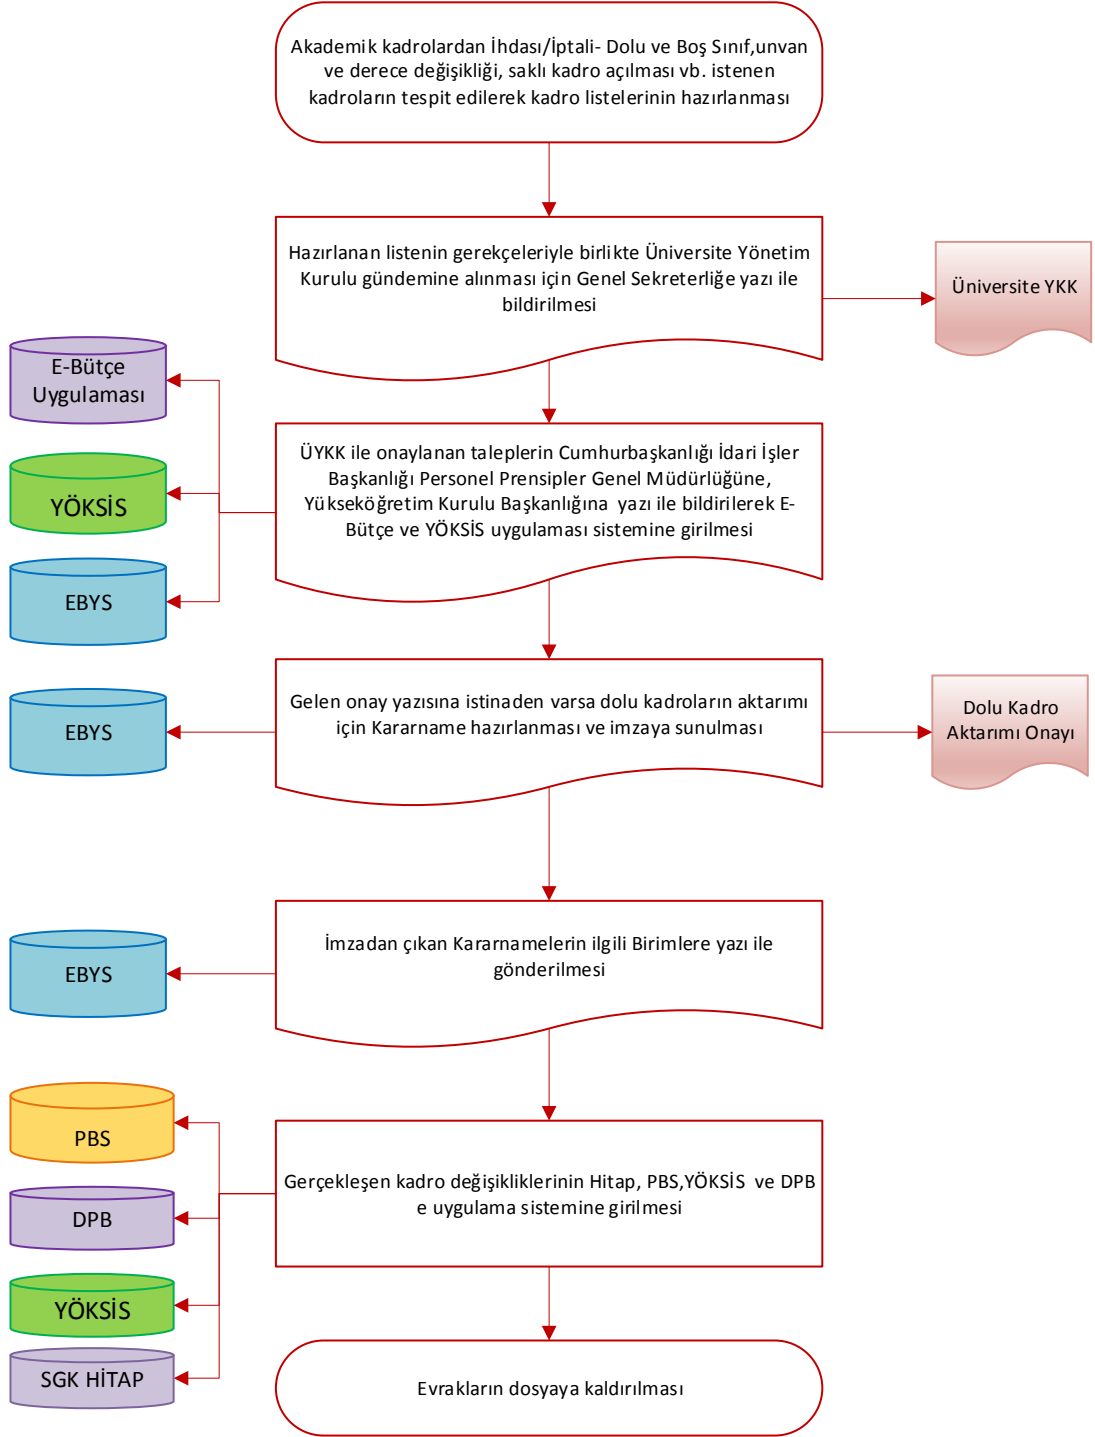 Akademik kadrolardan İhdası/İptali- Dolu ve Boş Sınıf,unvan
ve derece değişikliği, saklı kadro açılması vb. istenen
kadroların tespit edilerek kadro listelerinin hazırlanması
Hazırlanan listenin gerekçeleriyle birlikte Üniversite Yönetim
Kurulu gündemine alınması için Genel Sekreterliğe yazı ile
bildirilmesi
Üniversite YKK
E-Bütçe
Uygulaması
YÖKSİS
EBYS
ÜYKK ile onaylanan taleplerin Cumhurbaşkanlığı İdari İşler
Başkanlığı Personel Prensipler Genel Müdürlüğüne,
Yükseköğretim Kurulu Başkanlığına  yazı ile bildirilerek E-
Bütçe ve YÖKSİS uygulaması sistemine girilmesi
EBYS
Gelen onay yazısına istinaden varsa dolu kadroların aktarımı
için Kararname hazırlanması ve imzaya sunulması
Dolu Kadro
Aktarımı Onayı
EBYS
İmzadan çıkan Kararnamelerin ilgili Birimlere yazı ile
gönderilmesi
PBS
DPB
YÖKSİS
SGK HİTAP
Gerçekleşen kadro değişikliklerinin Hitap, PBS,YÖKSİS  ve DPB
e uygulama sistemine girilmesi
Evrakların dosyaya kaldırılması